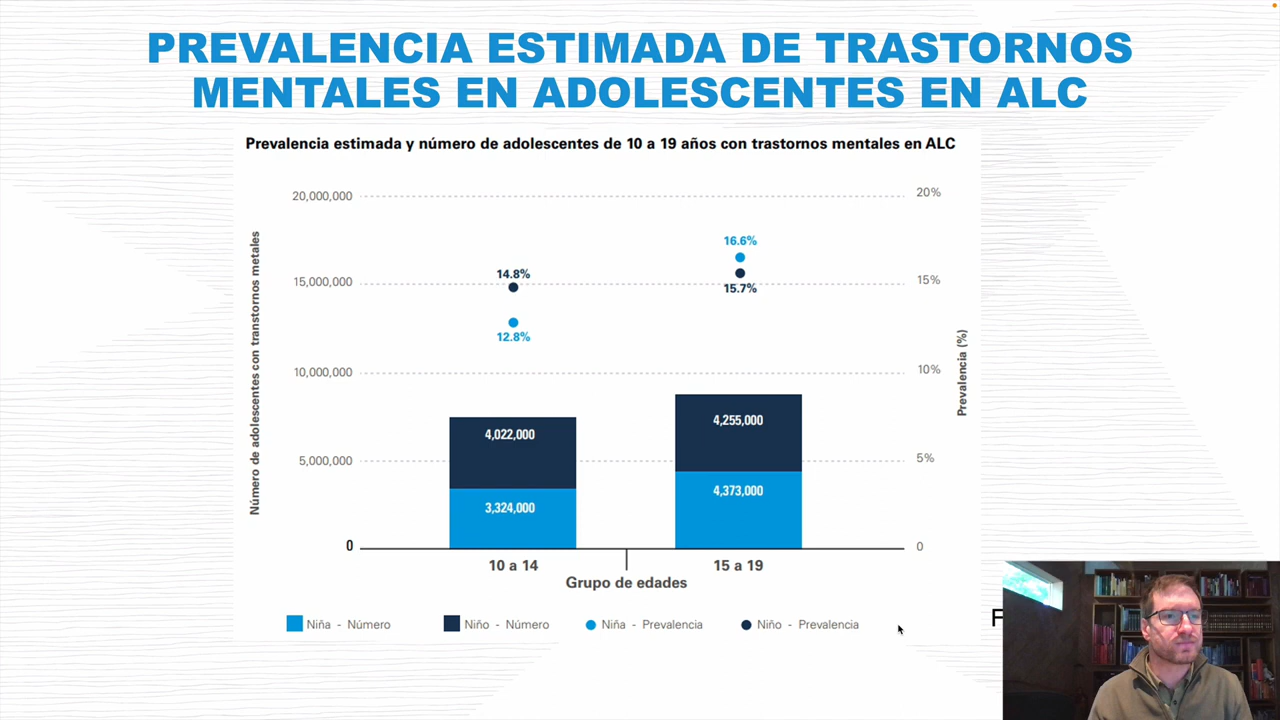 PREVALENCIA ESTIMADA DE TRASTORNOS
MENTALES EN ADOLESCENTES EN ALC
Prevalencia estimada y número de adolescentes de 10 a 19 años con trastornos mentales en ALC
Número de adolescentes con transtornos metales
20,000,000
15,000,000
10,000,000
5,000,000
0
20%
15%
10%
5%
0
Prevalencia (%)
14.8%
12.8%
16.6%
15.7%
4,022,000
3,324,000
4,255,000
4,373,000
10 a 14
15 a 19
Grupo de edades
Niña - Número
Niño - Número
Niña - Prevalencia
Niño - Prevalencia
F